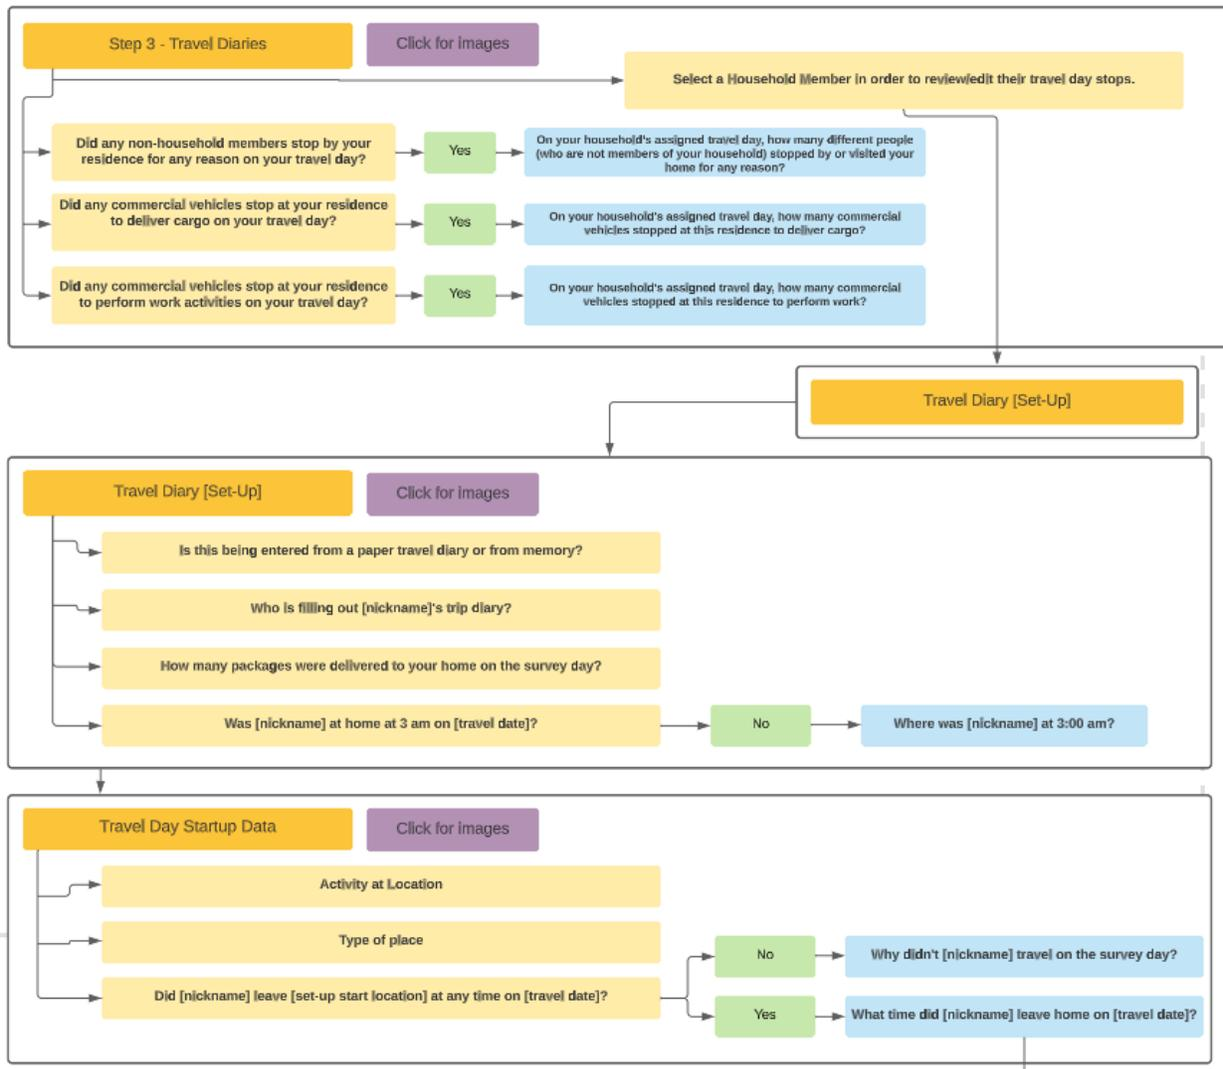 Step 3 - Travel Diaries
Click for images
Select a Household Member in order to review/edit their travel day stops.
Did any non-household members stop by your
residence for any reason on your travel day?
Yes
On your household's assigned travel day, how many different people
(who are not members of your household) stopped by or visited your
home for any reason?
Did any commercial vehicles stop at your residence
to deliver cargo on your travel day?
Yes
On your household's assigned travel day, how many commercial
vehicles stopped at this residence to deliver cargo?
Did any commercial vehicles stop at your residence
to perform work activities on your travel day?
Yes
On your household's assigned travel day, how many commercial
vehicles stopped at this residence to perform work?
Travel Diary [Set-Up]
Travel Diary [Set-Up]
Click for images
Is this being entered from a paper travel diary or from memory?
Who is filling out [nickname]'s trip diary?
How many packages were delivered to your home on the survey day?
Was [nickname] at home at 3 am on [travel date]?
No
Where was [nickname] at 3:00 am?
Travel Day Startup Data
Click for images
Activity at Location
Type of place
Did [nickname] leave [set-up start location] at any time on [travel date]?
No
Why didn't [nickname] travel on the survey day?
Yes
What time did [nickname] leave home on [travel date]?